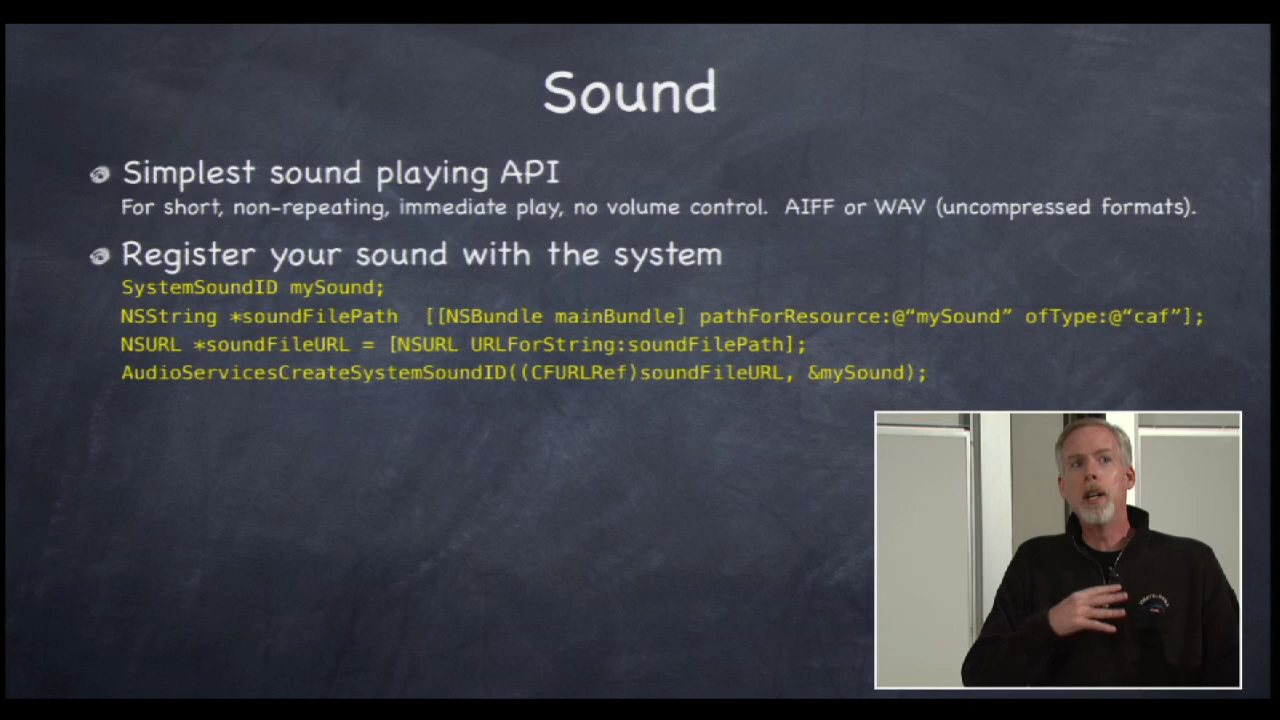 Sound
Simplest sound playing API
For short, non-repeating, immediate play, no volume control. AIFF or WAV (uncompressed formats).
Register your sound with the system
SystemSoundID mySound;
NSString *soundFilePath [[NSBundle mainBundle] pathForResource:@“mySound” ofType:@“caf”];
NSURL *soundFileURL = [NSURL URLForString:soundFilePath];
AudioServicesCreateSystemSoundID((CFURLRef)soundFileURL, &mySound);